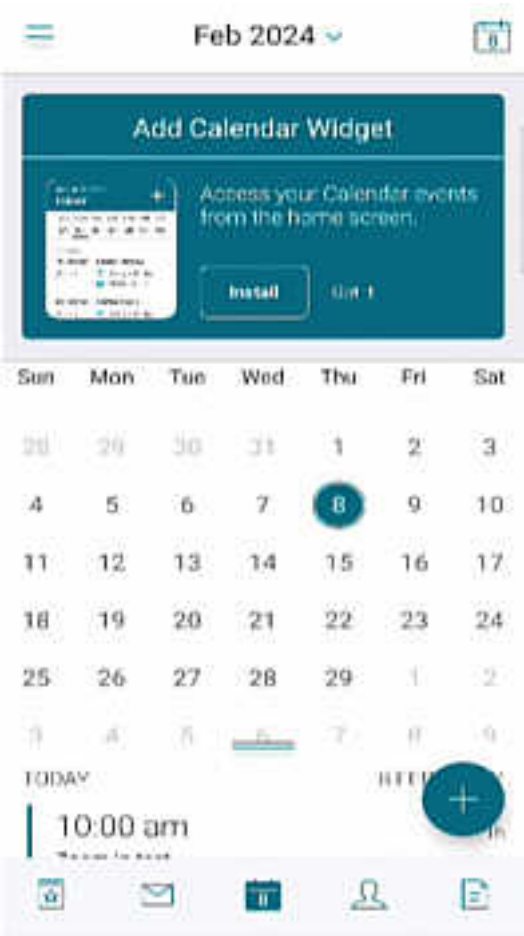 Feb 2024
8
Add Calendar Widget
Access your Calendar events
from the home screen.
Install
Sun Mon Tue Wed Thu Fri Sat
28 29 30 31 1 2 3
4 5 6 7 8 9 10
11 12 13 14 15 16 17
18 19 20 21 22 23 24
25 26 27 28 29 1 2
3 4 5 6 7 8 9
TODAY
10:00 am
8